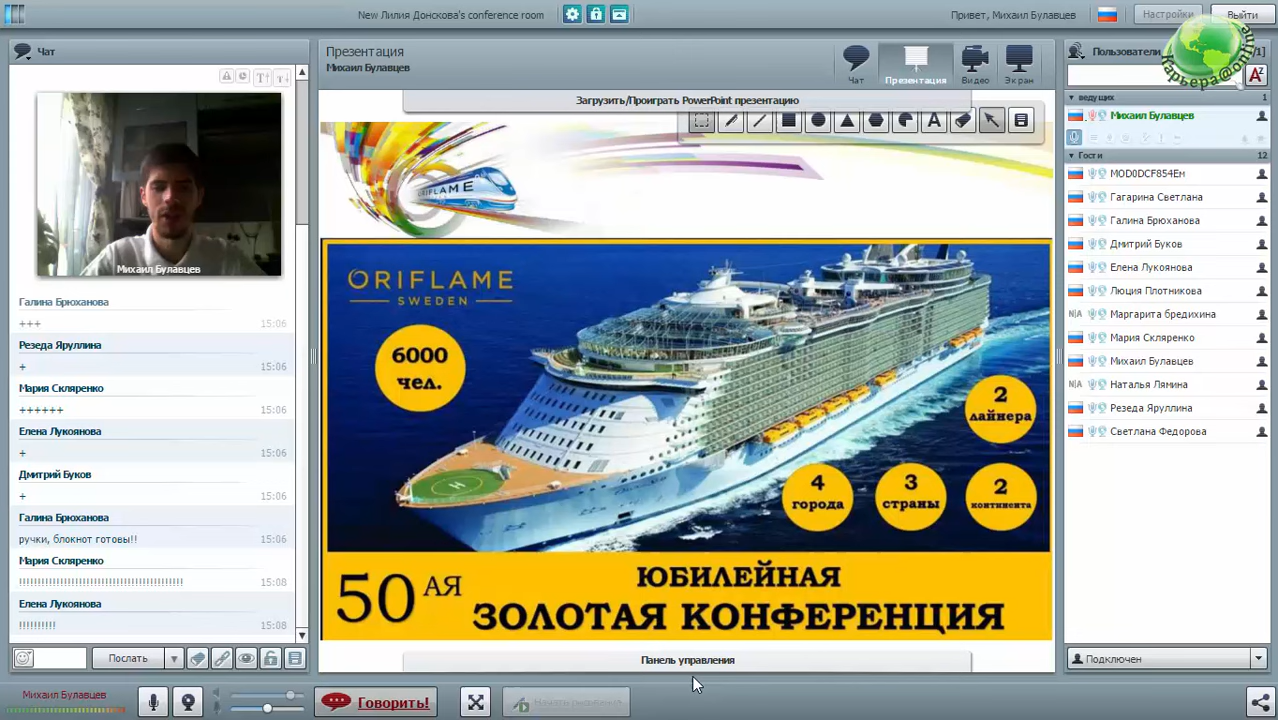 New Лилия Донскова's conference room
Привет, Михаил Булавцев
Настройки
Выйти
Чат
Михаил Булавцев
Галина Брюханова
+++
15:06
Резеда Яруллина
+
15:06
Мария Скляренко
++++++
15:06
Елена Лукоянова
+
15:06
Дмитрий Буков
+
15:06
Галина Брюханова
ручки, блокнот готовы!!
15:06
Мария Скляренко
15:08
Елена Лукоянова
!!!!!!!!!!
15:08
Послать
Презентация
Михаил Булавцев
Чат
Презентация
Видео
Экран
Загрузить/Проиграть PowerPoint презентацию
ORIFLAME
ORIFLAME
SWEDEN
6000
чел.
2
лайнера
4
города
3
страны
2
континента
50 АЯ
ЮБИЛЕЙНАЯ
ЗОЛОТАЯ КОНФЕРЕНЦИЯ
Панель управления
Пользователи
/1]
Карьера@online
ведущих
1
Михаил Булавцев
Гости
12
MOD0DCF854Ем
Гагарина Светлана
Галина Брюханова
Дмитрий Буков
Елена Лукоянова
Люция Плотникова
N\A Маргарита бредихина
Мария Скляренко
Михаил Булавцев
N\A Наталья Лямина
Резеда Яруллина
Светлана Федорова
Подключен
Михаил Булавцев
Говорить!